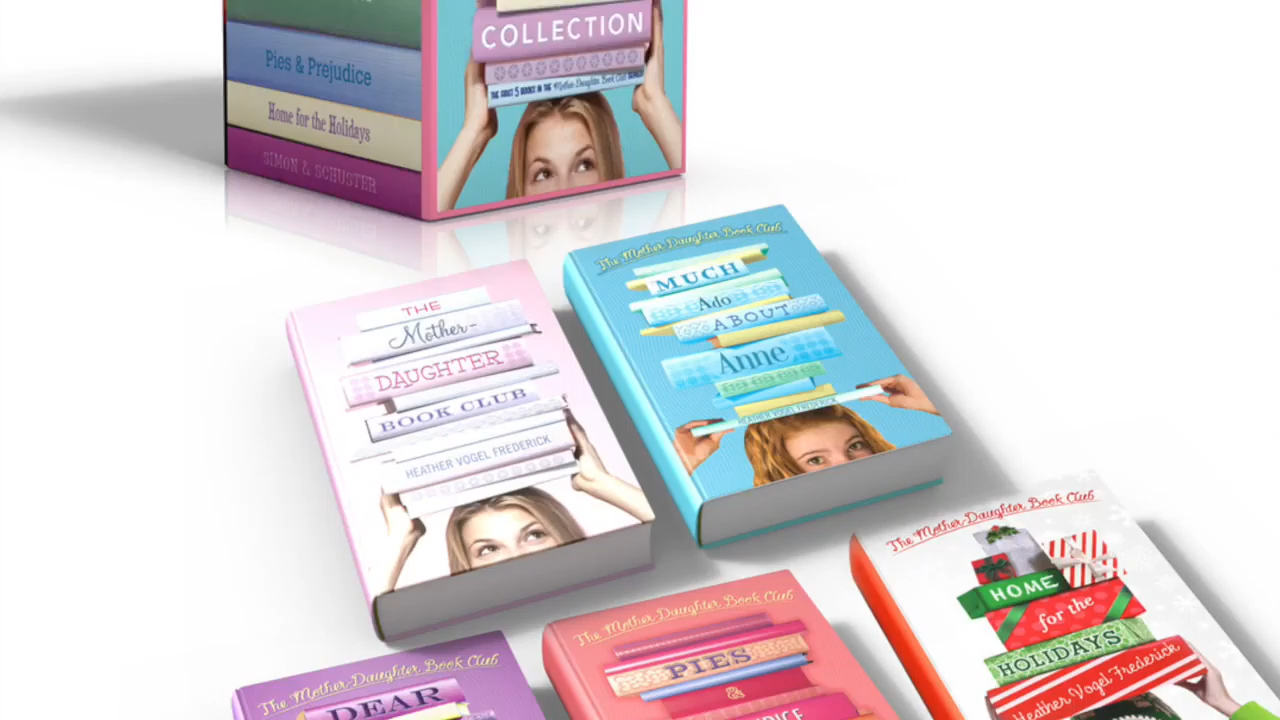 Pies & Prejudice
Home for the Holidays
SIMON & SCHUSTER
COLLECTION
THE FIRST 5 BOOKS IN THE Mother-Daughter Book Club SERIES
THE
Mother-
DAUGHTER
BOOK CLUB
HEATHER VOGEL FREDERICK
The Mother-Daughter Book Club
MUCH
Ado
ABOUT
Anne
HEATHER VOGEL FREDERICK
The Mother-Daughter Book Club
DEAR
The Mother-Daughter Book Club
PIES
&
The Mother-Daughter Book Club
HOME
for the
HOLIDAYS
Heather Vogel Frederick